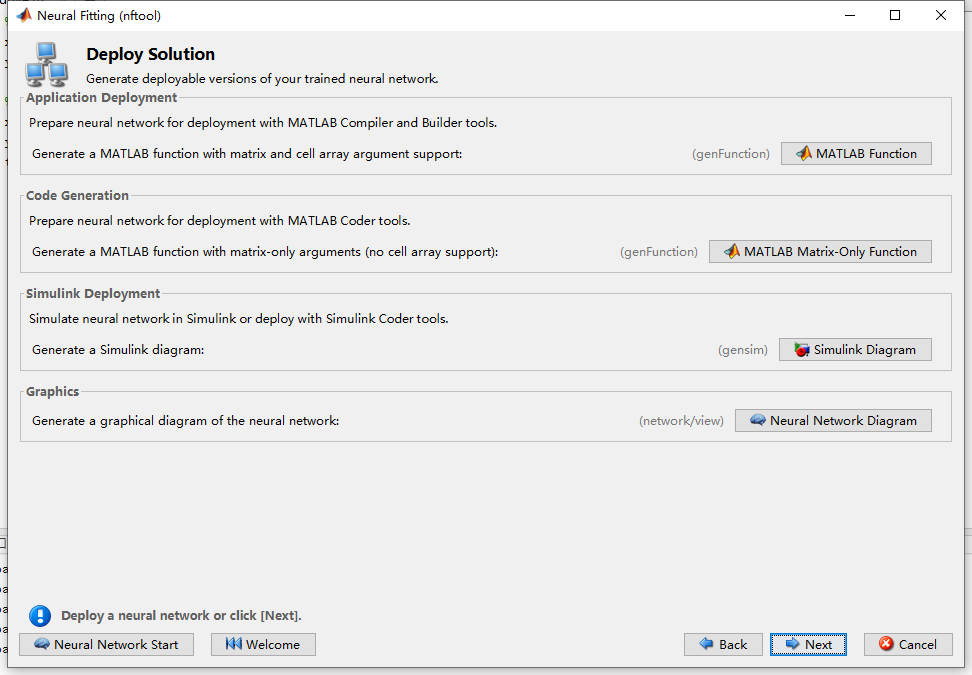 Neural Fitting (nftool)
Deploy Solution
Generate deployable versions of your trained neural network.
Application Deployment
Prepare neural network for deployment with MATLAB Compiler and Builder tools.
Generate a MATLAB function with matrix and cell array argument support: (genFunction) MATLAB Function
Code Generation
Prepare neural network for deployment with MATLAB Coder tools.
Generate a MATLAB function with matrix-only arguments (no cell array support): (genFunction) MATLAB Matrix-Only Function
Simulink Deployment
Simulate neural network in Simulink or deploy with Simulink Coder tools.
Generate a Simulink diagram: (gensim) Simulink Diagram
Graphics
Generate a graphical diagram of the neural network: (network/view) Neural Network Diagram
Deploy a neural network or click [Next].
Neural Network Start Welcome Back Next Cancel